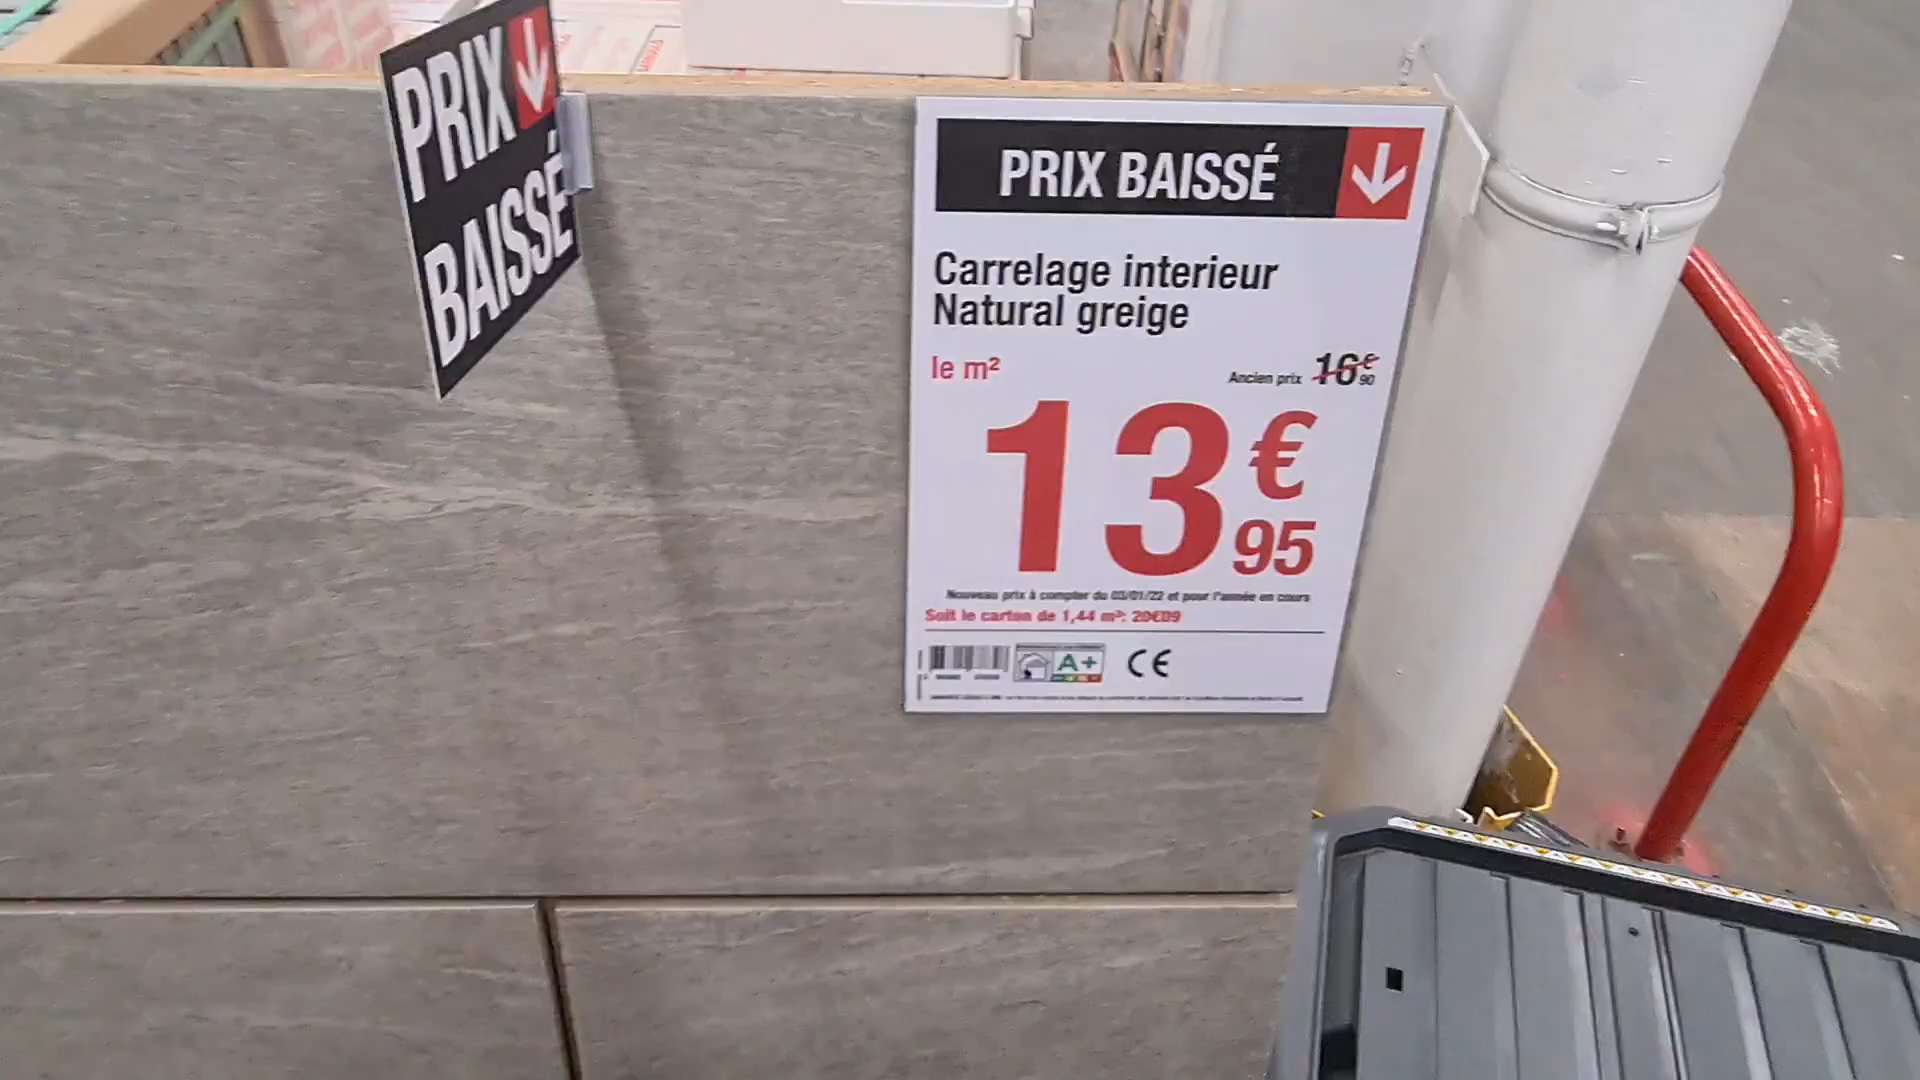 PRIX
BAISSÉ
PRIX BAISSÉ
Carrelage interieur
Natural greige
le m²
Ancien prix 16€90
13€95
Nouveau prix à compter du 03/01/22 et pour l'année en cours
Soit le carton de 1,44 m²: 20€09
A+ CE